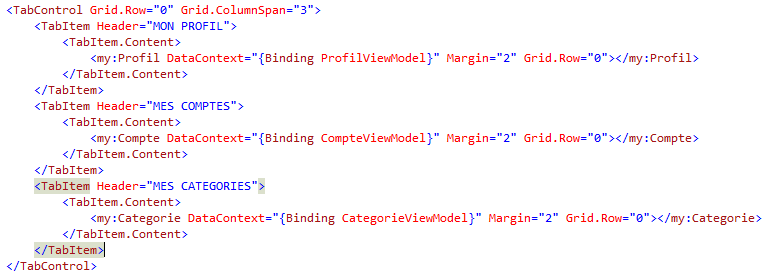 <TabControl Grid.Row="0" Grid.ColumnSpan="3">
    <TabItem Header="MON PROFIL">
        <TabItem.Content>
            <my:Profil DataContext="{Binding ProfilViewModel}" Margin="2" Grid.Row="0"></my:Profil>
        </TabItem.Content>
    </TabItem>
    <TabItem Header="MES COMPTES">
        <TabItem.Content>
            <my:Compte DataContext="{Binding CompteViewModel}" Margin="2" Grid.Row="0"></my:Compte>
        </TabItem.Content>
    </TabItem>
    <TabItem Header="MES CATEGORIES">
        <TabItem.Content>
            <my:Categorie DataContext="{Binding CategorieViewModel}" Margin="2" Grid.Row="0"></my:Categorie>
        </TabItem.Content>
    </TabItem>
</TabControl>